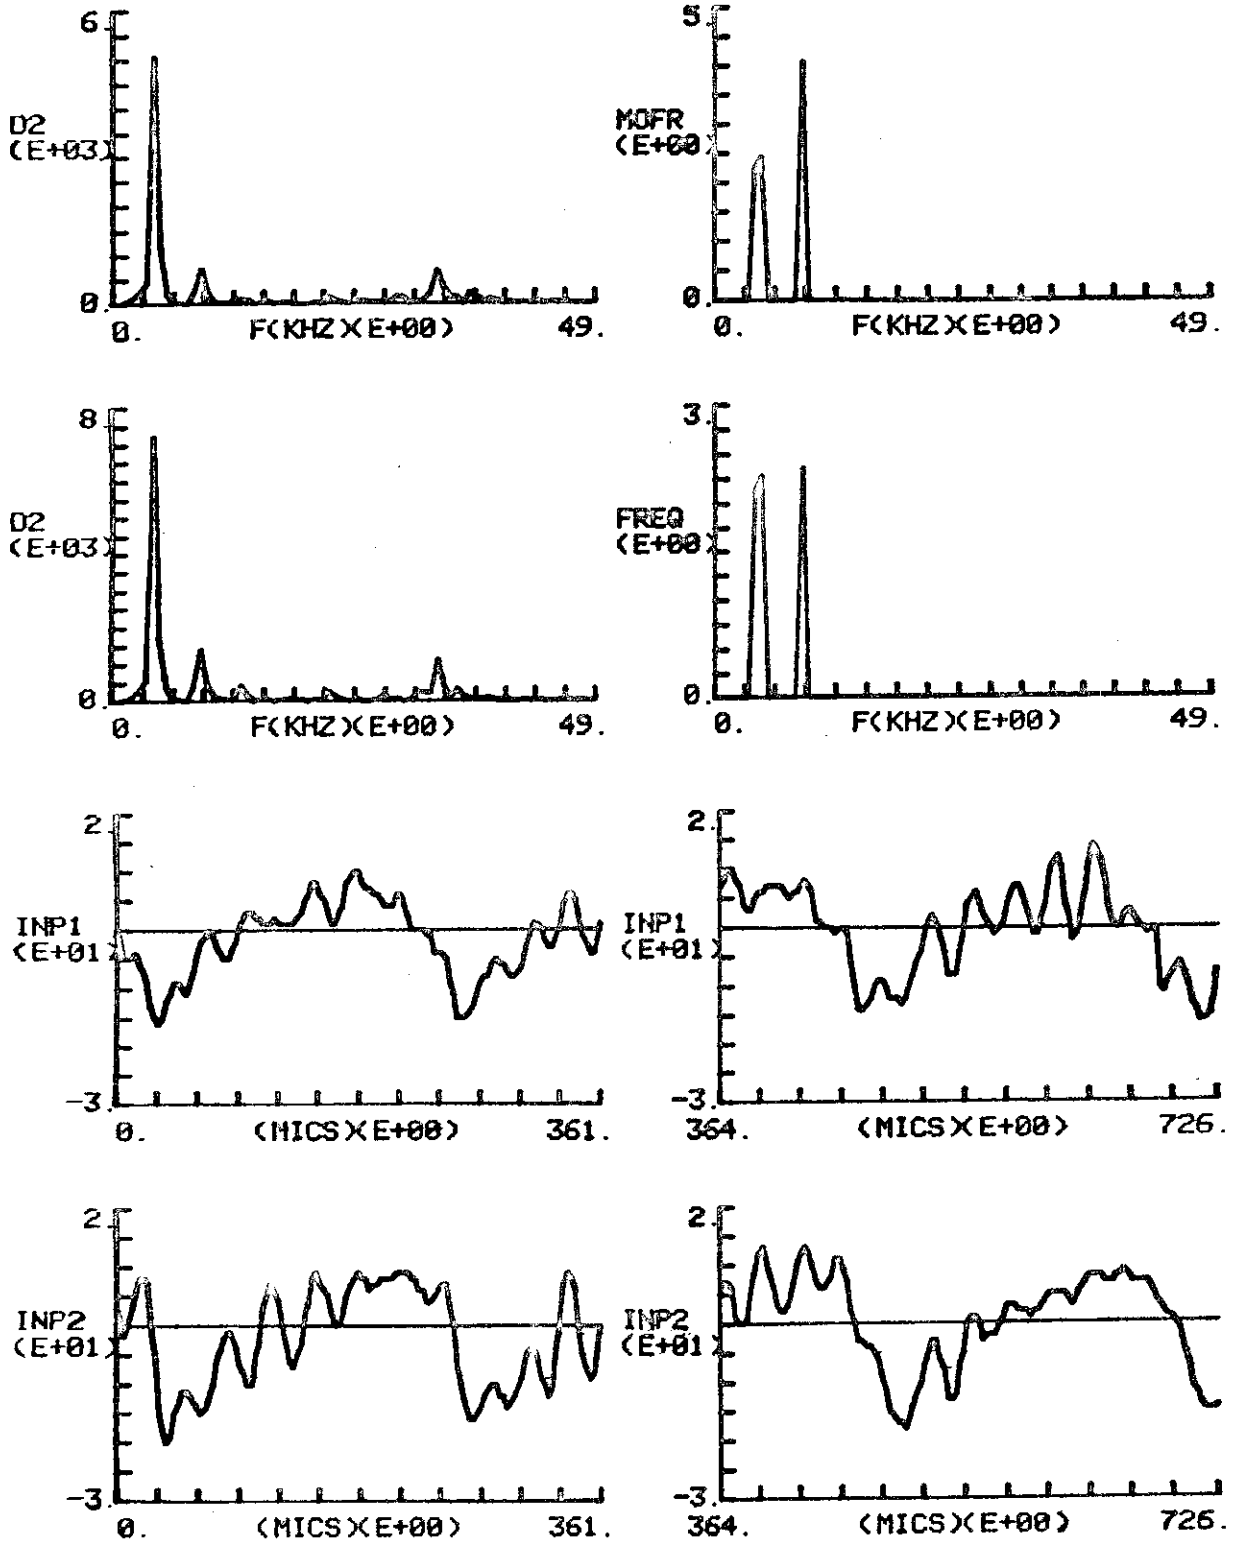 6.
D2
(E+03)
0.
0. F(KHZ)(E+00) 49.
5.
MOFR
(E+00)
0.
0. F(KHZ)(E+00) 49.
8.
D2
(E+03)
0.
0. F(KHZ)(E+00) 49.
3.
FREQ
(E+00)
0.
0. F(KHZ)(E+00) 49.
2.
INP1
(E+01)
-3.
0. (MICS)(E+00) 361.
2.
INP1
(E+01)
-3.
364. (MICS)(E+00) 726.
2.
INP2
(E+01)
-3.
0. (MICS)(E+00) 361.
2.
INP2
(E+01)
-3.
364. (MICS)(E+00) 726.